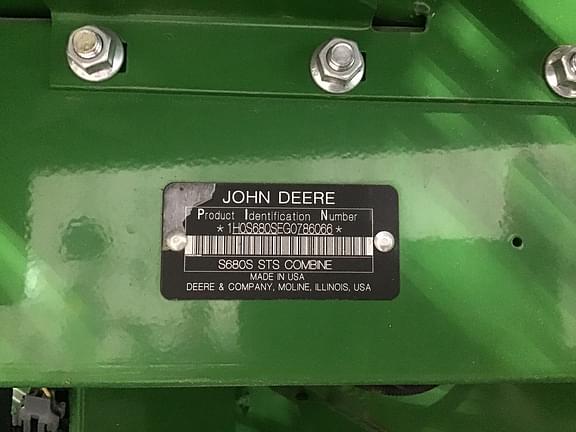 JOHN DEERE
Product Identification Number
*1H0S680SEG0786066*
S680S STS COMBINE
MADE IN USA
DEERE & COMPANY, MOLINE, ILLINOIS, USA